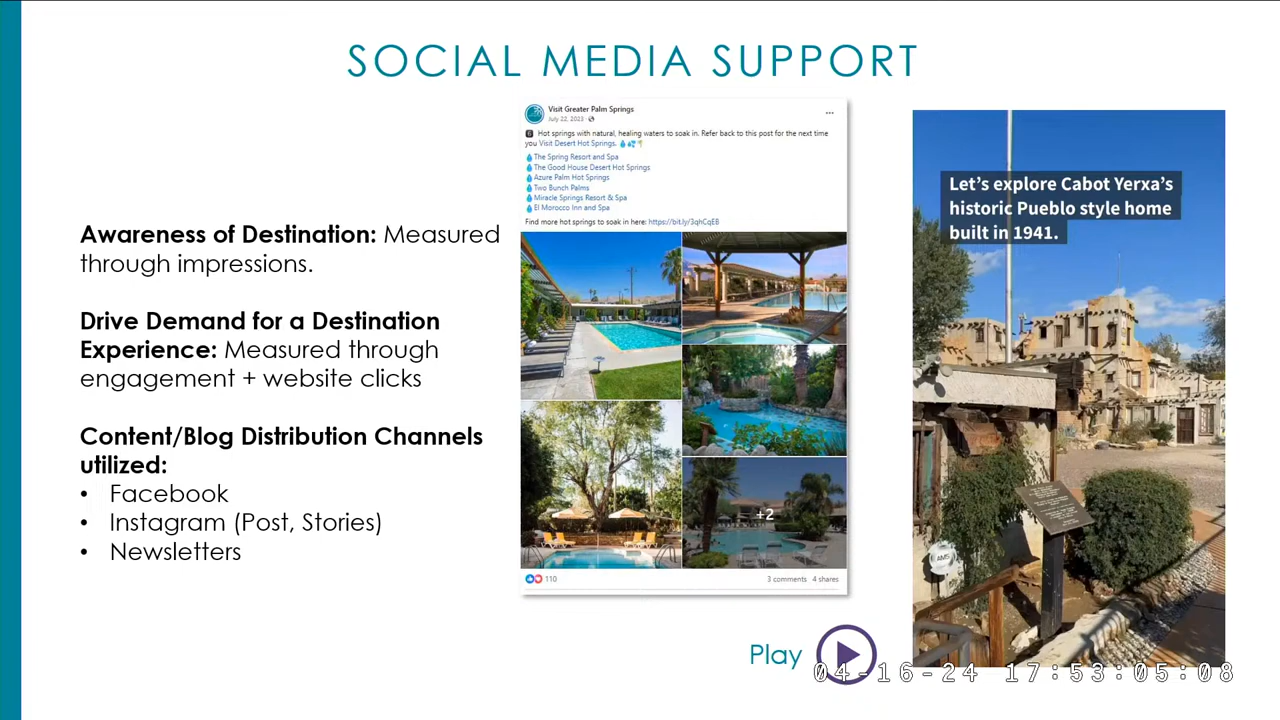 SOCIAL MEDIA SUPPORT
Awareness of Destination: Measured
through impressions.
Drive Demand for a Destination
Experience: Measured through
engagement + website clicks
Content/Blog Distribution Channels
utilized:
• Facebook
• Instagram (Post, Stories)
• Newsletters
Visit Greater Palm Springs
July 22, 2023
Hot springs with natural, healing waters to soak in. Refer back to this post for the next time
you Visit Desert Hot Springs.
The Spring Resort and Spa
The Good House Desert Hot Springs
Azure Palm Hot Springs
Two Bunch Palms
Miracle Springs Resort & Spa
El Morocco Inn and Spa
Find more hot springs to soak in here: https://bit.ly/3qhCqEB
+2
110
3 comments 4 shares
Let's explore Cabot Yerxa's
historic Pueblo style home
built in 1941.
Play
04-16-24 17:53:05:08